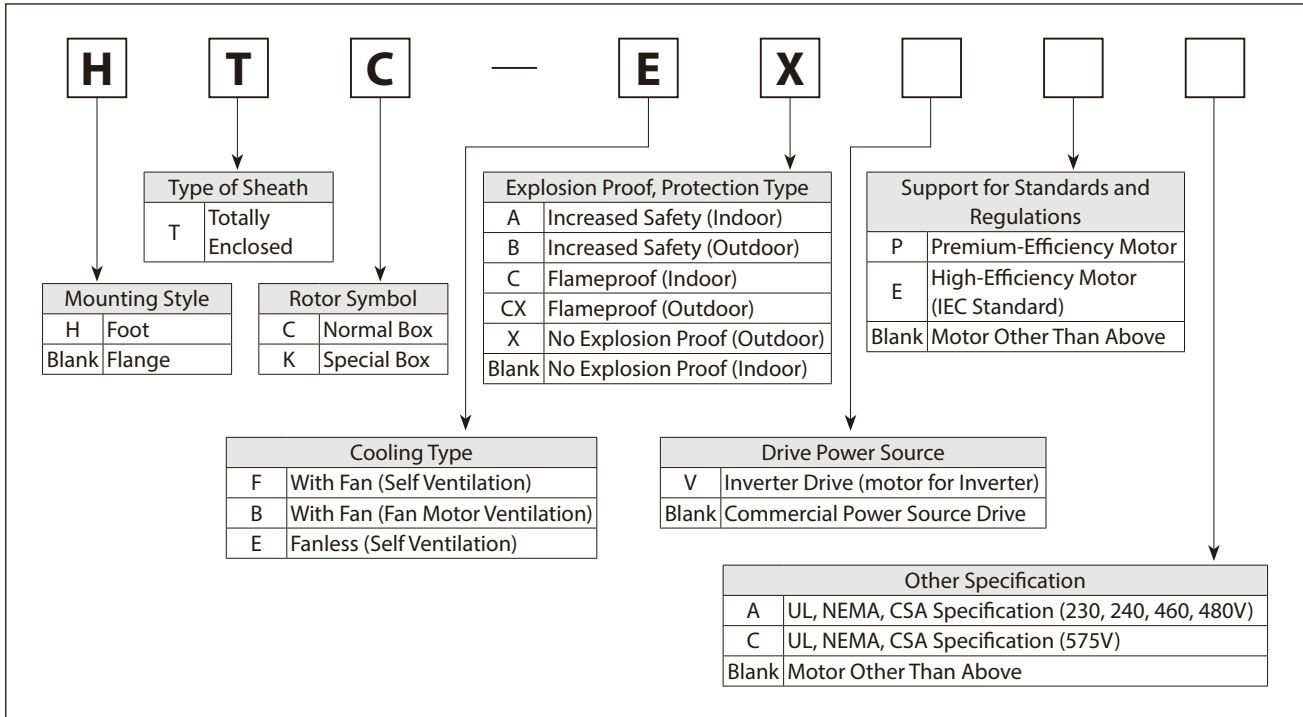 H T C — E X
Type of Sheath
T Totally
Enclosed
Explosion Proof, Protection Type
A Increased Safety (Indoor)
B Increased Safety (Outdoor)
C Flameproof (Indoor)
CX Flameproof (Outdoor)
X No Explosion Proof (Outdoor)
Blank No Explosion Proof (Indoor)
Support for Standards and
Regulations
P Premium-Efficiency Motor
E High-Efficiency Motor
(IEC Standard)
Blank Motor Other Than Above
Mounting Style
H Foot
Blank Flange
Rotor Symbol
C Normal Box
K Special Box
Cooling Type
F With Fan (Self Ventilation)
B With Fan (Fan Motor Ventilation)
E Fanless (Self Ventilation)
Drive Power Source
V Inverter Drive (motor for Inverter)
Blank Commercial Power Source Drive
Other Specification
A UL, NEMA, CSA Specification (230, 240, 460, 480V)
C UL, NEMA, CSA Specification (575V)
Blank Motor Other Than Above